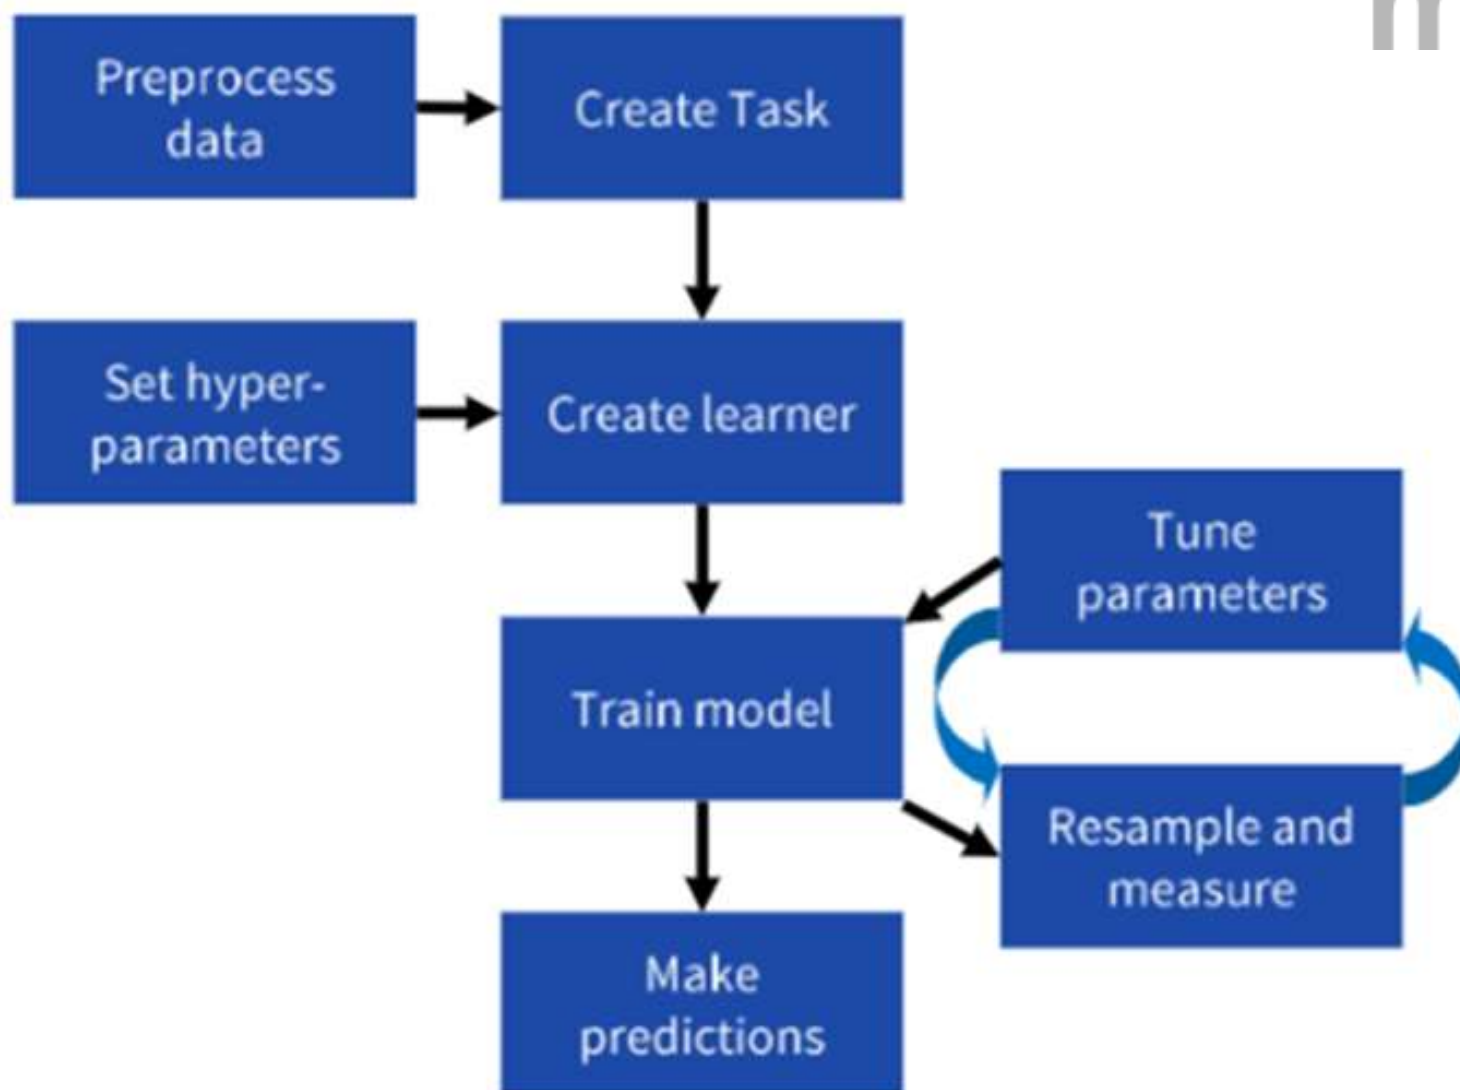 Preprocess
data
Create Task
Set hyper-
parameters
Create learner
Tune
parameters
Train model
Resample and
measure
Make
predictions